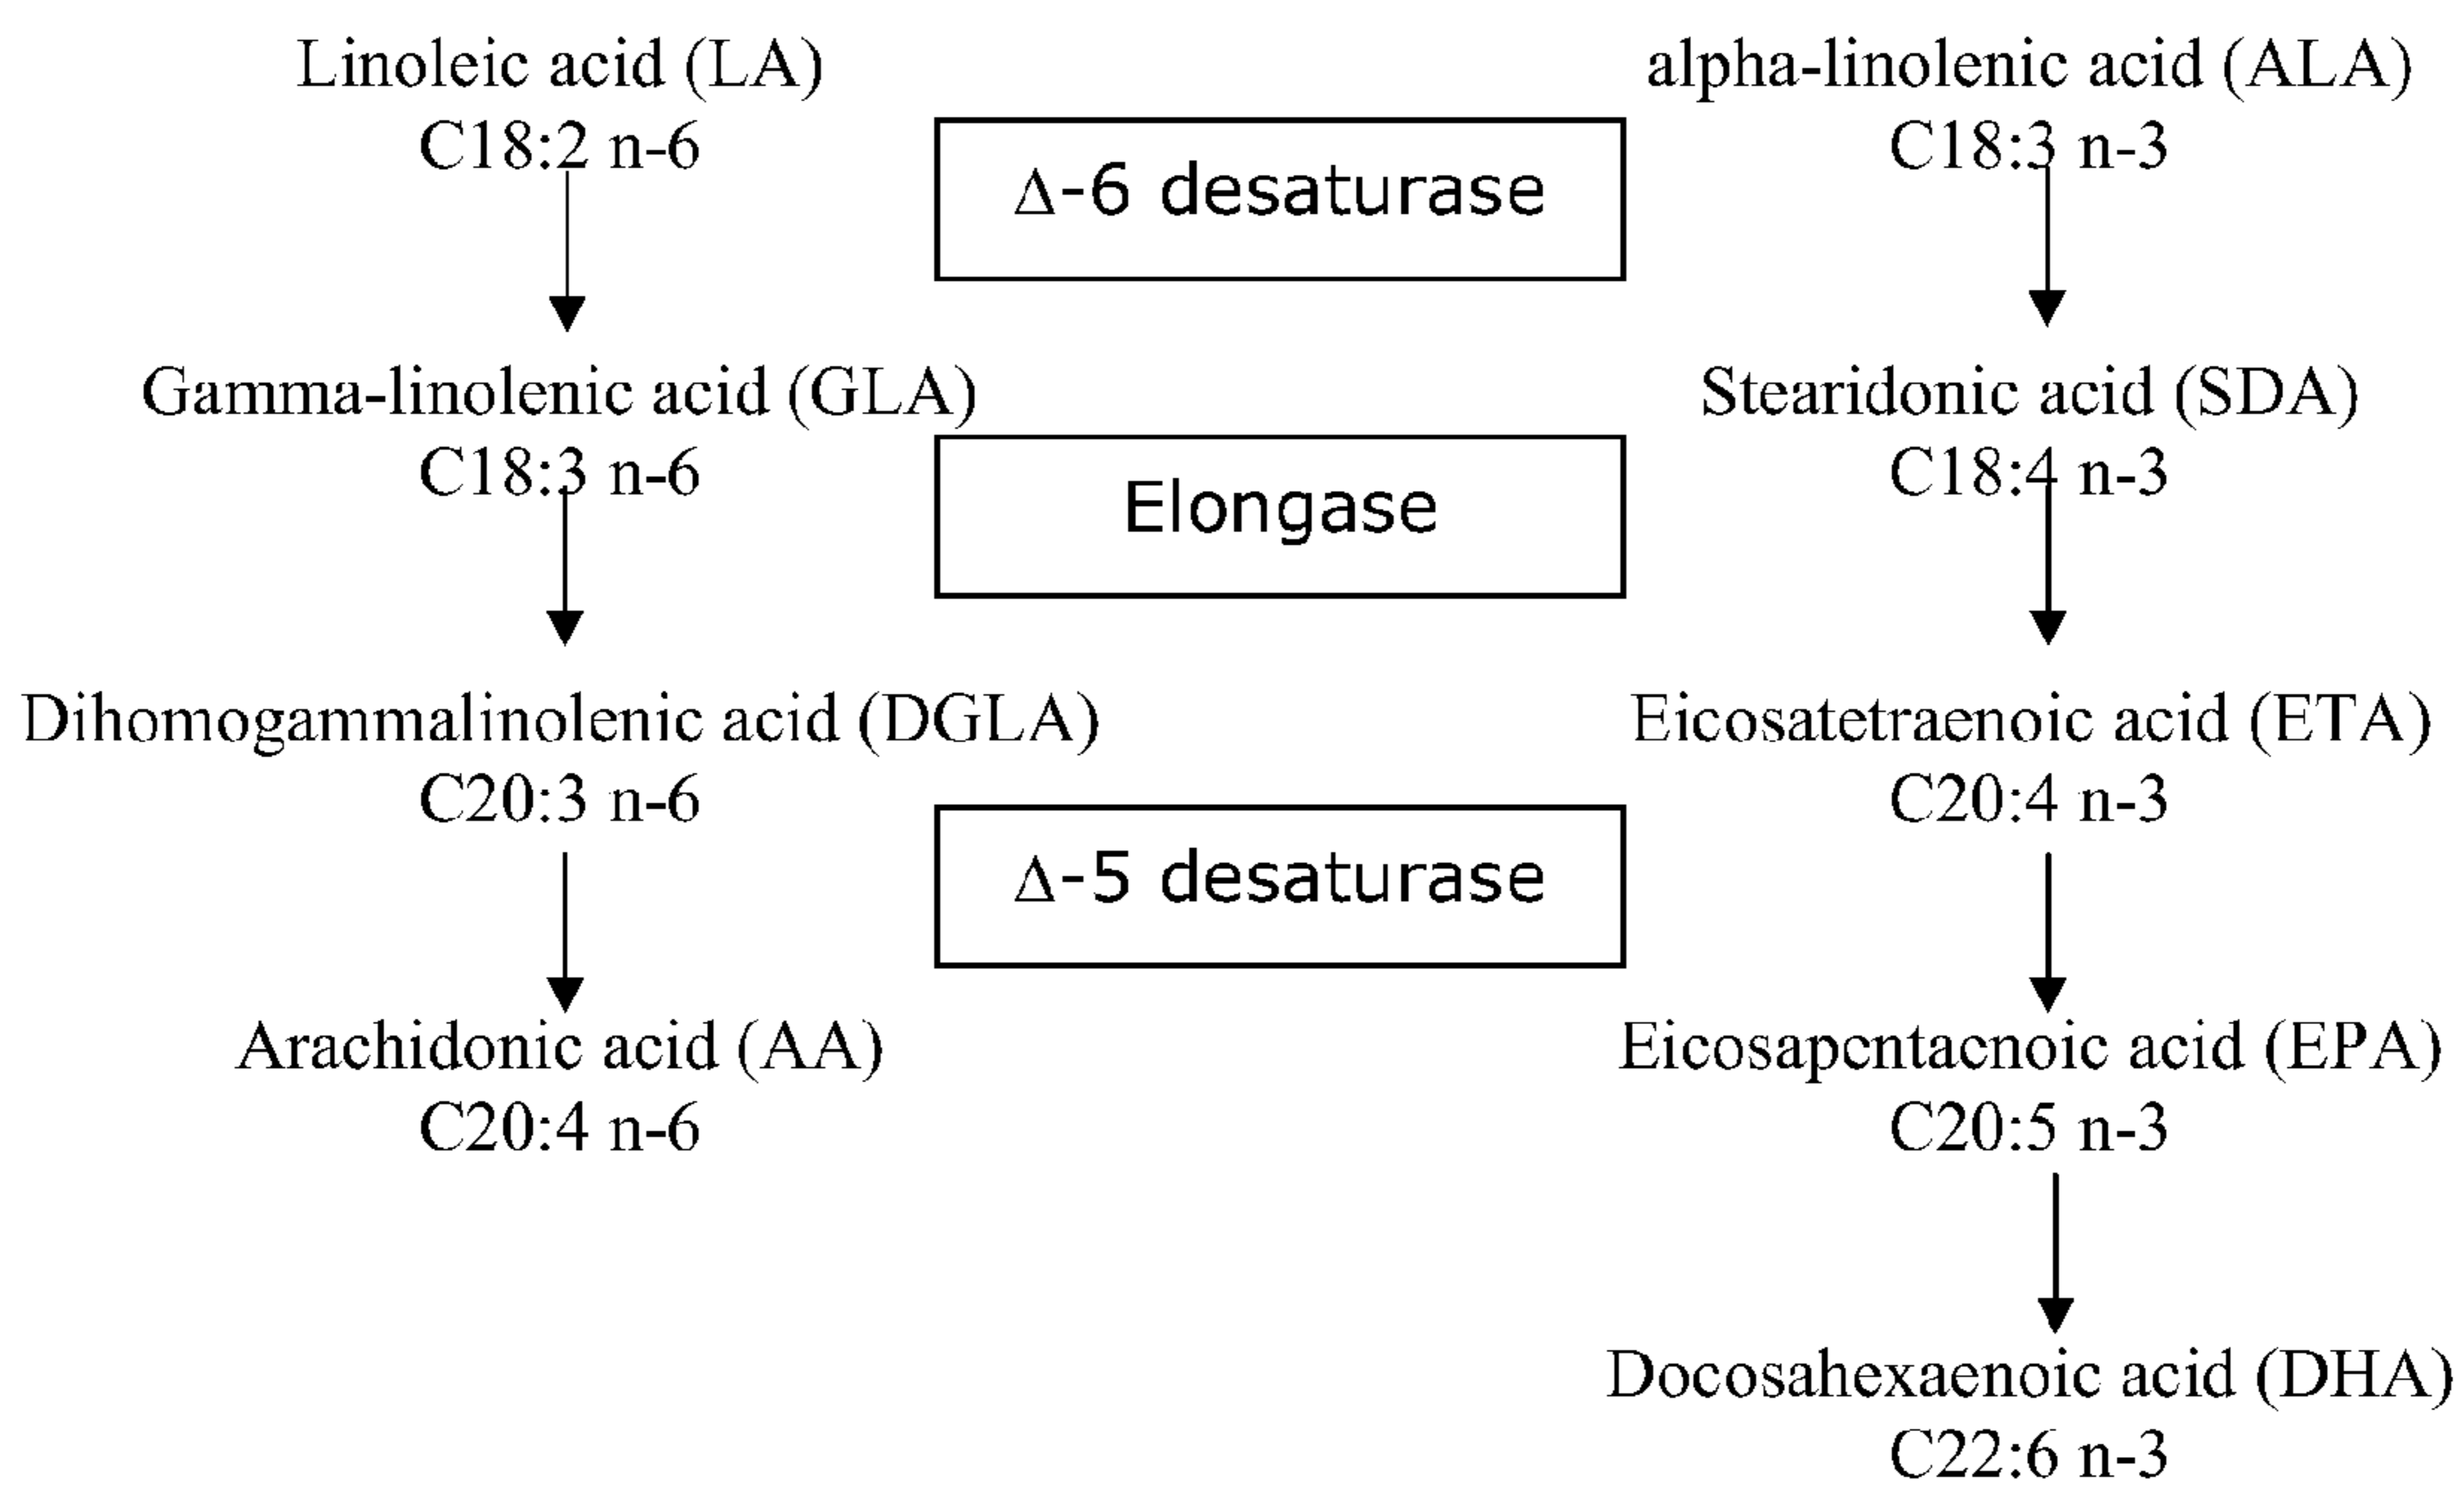 Linoleic acid (LA)
C18:2 n-6
alpha-linolenic acid (ALA)
C18:3 n-3
Δ-6 desaturase
Gamma-linolenic acid (GLA)
C18:3 n-6
Stearidonic acid (SDA)
C18:4 n-3
Elongase
Dihomogammalinolenic acid (DGLA)
C20:3 n-6
Eicosatetraenoic acid (ETA)
C20:4 n-3
Δ-5 desaturase
Arachidonic acid (AA)
C20:4 n-6
Eicosapentaenoic acid (EPA)
C20:5 n-3
Docosahexaenoic acid (DHA)
C22:6 n-3